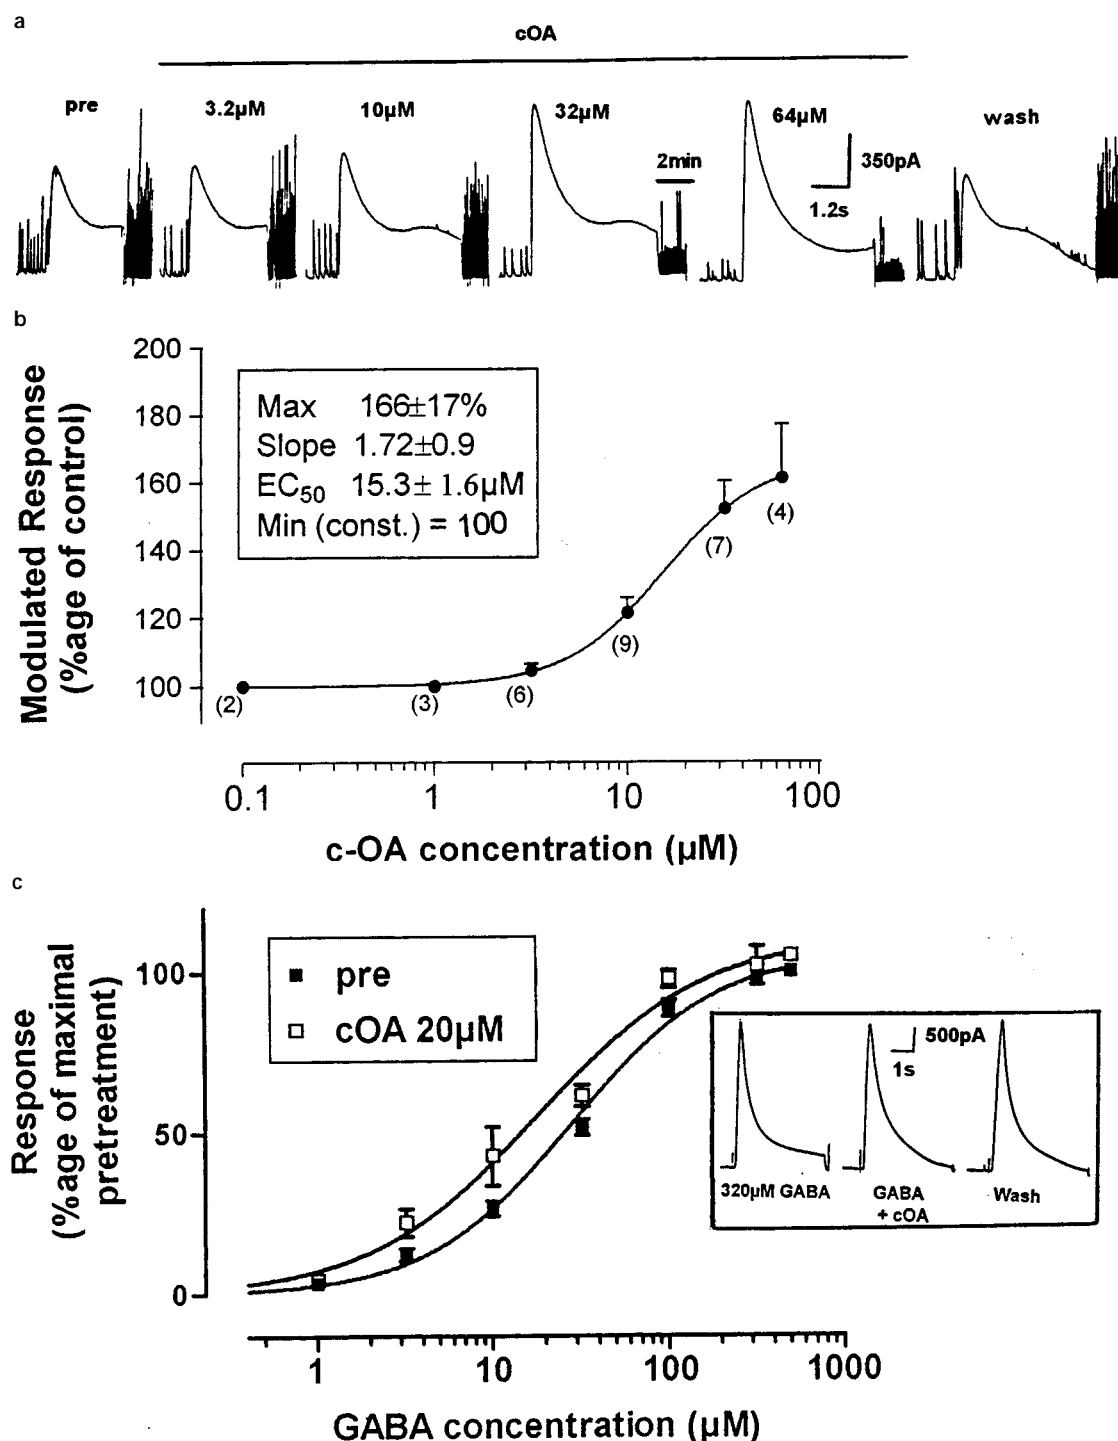 a
cOA
pre
3.2µM
10µM
32µM
64µM
wash
2min
350pA
1.2s
b
Modulated Response
(%age of control)
200
180
160
140
120
100
Max 166±17%
Slope 1.72±0.9
EC50 15.3± 1.6µM
Min (const.) = 100
(2)
(3)
(6)
(9)
(7)
(4)
0.1 1 10 100
c-OA concentration (µM)
c
Response
(%age of maximal
pretreatment)
100
50
0
pre
cOA 20µM
500pA
1s
320µM GABA
GABA
+ cOA
Wash
1 10 100 1000
GABA concentration (µM)